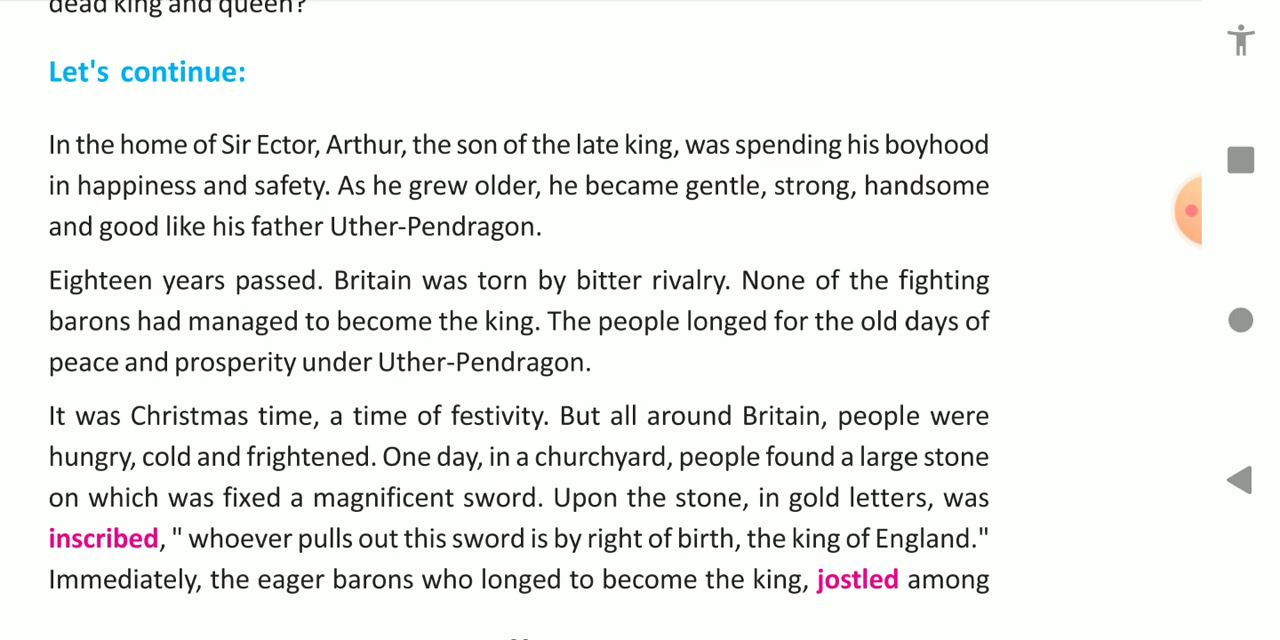 dead king and queen?
Let's continue:
In the home of Sir Ector, Arthur, the son of the late king, was spending his boyhood
in happiness and safety. As he grew older, he became gentle, strong, handsome
and good like his father Uther-Pendragon.
Eighteen years passed. Britain was torn by bitter rivalry. None of the fighting
barons had managed to become the king. The people longed for the old days of
peace and prosperity under Uther-Pendragon.
It was Christmas time, a time of festivity. But all around Britain, people were
hungry, cold and frightened. One day, in a churchyard, people found a large stone
on which was fixed a magnificent sword. Upon the stone, in gold letters, was
inscribed, " whoever pulls out this sword is by right of birth, the king of England."
Immediately, the eager barons who longed to become the king, jostled among